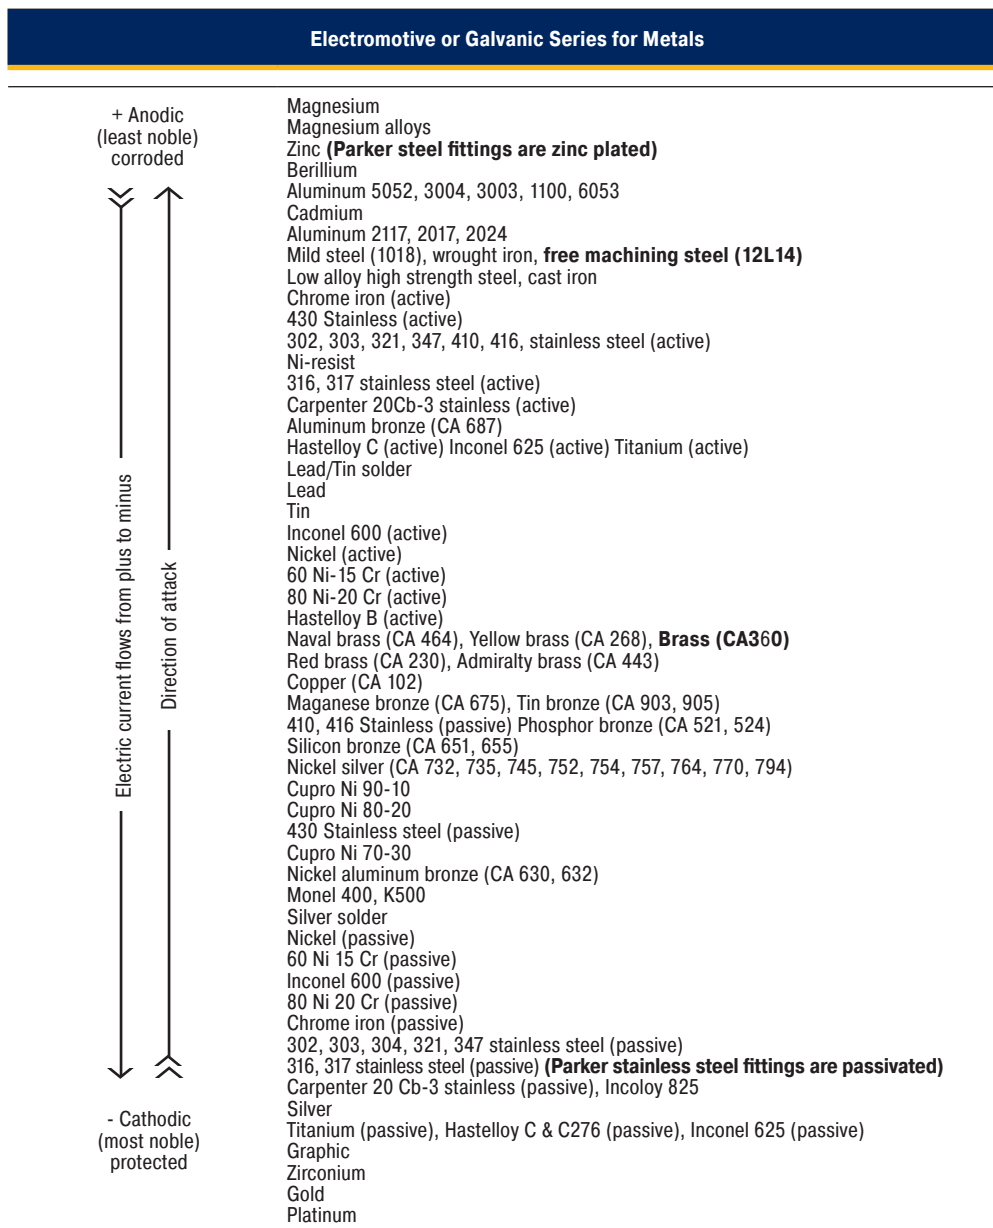 Electromotive or Galvanic Series for Metals
+ Anodic
(least noble)
corroded
Electric current flows from plus to minus
Direction of attack
- Cathodic
(most noble)
protected
Magnesium
Magnesium alloys
Zinc (Parker steel fittings are zinc plated)
Berillium
Aluminum 5052, 3004, 3003, 1100, 6053
Cadmium
Aluminum 2117, 2017, 2024
Mild steel (1018), wrought iron, free machining steel (12L14)
Low alloy high strength steel, cast iron
Chrome iron (active)
430 Stainless (active)
302, 303, 321, 347, 410, 416, stainless steel (active)
Ni-resist
316, 317 stainless steel (active)
Carpenter 20Cb-3 stainless (active)
Aluminum bronze (CA 687)
Hastelloy C (active) Inconel 625 (active) Titanium (active)
Lead/Tin solder
Lead
Tin
Inconel 600 (active)
Nickel (active)
60 Ni-15 Cr (active)
80 Ni-20 Cr (active)
Hastelloy B (active)
Naval brass (CA 464), Yellow brass (CA 268), Brass (CA360)
Red brass (CA 230), Admiralty brass (CA 443)
Copper (CA 102)
Maganese bronze (CA 675), Tin bronze (CA 903, 905)
410, 416 Stainless (passive) Phosphor bronze (CA 521, 524)
Silicon bronze (CA 651, 655)
Nickel silver (CA 732, 735, 745, 752, 754, 757, 764, 770, 794)
Cupro Ni 90-10
Cupro Ni 80-20
430 Stainless steel (passive)
Cupro Ni 70-30
Nickel aluminum bronze (CA 630, 632)
Monel 400, K500
Silver solder
Nickel (passive)
60 Ni 15 Cr (passive)
Inconel 600 (passive)
80 Ni 20 Cr (passive)
Chrome iron (passive)
302, 303, 304, 321, 347 stainless steel (passive)
316, 317 stainless steel (passive) (Parker stainless steel fittings are passivated)
Carpenter 20 Cb-3 stainless (passive), Incoloy 825
Silver
Titanium (passive), Hastelloy C & C276 (passive), Inconel 625 (passive)
Graphic
Zirconium
Gold
Platinum